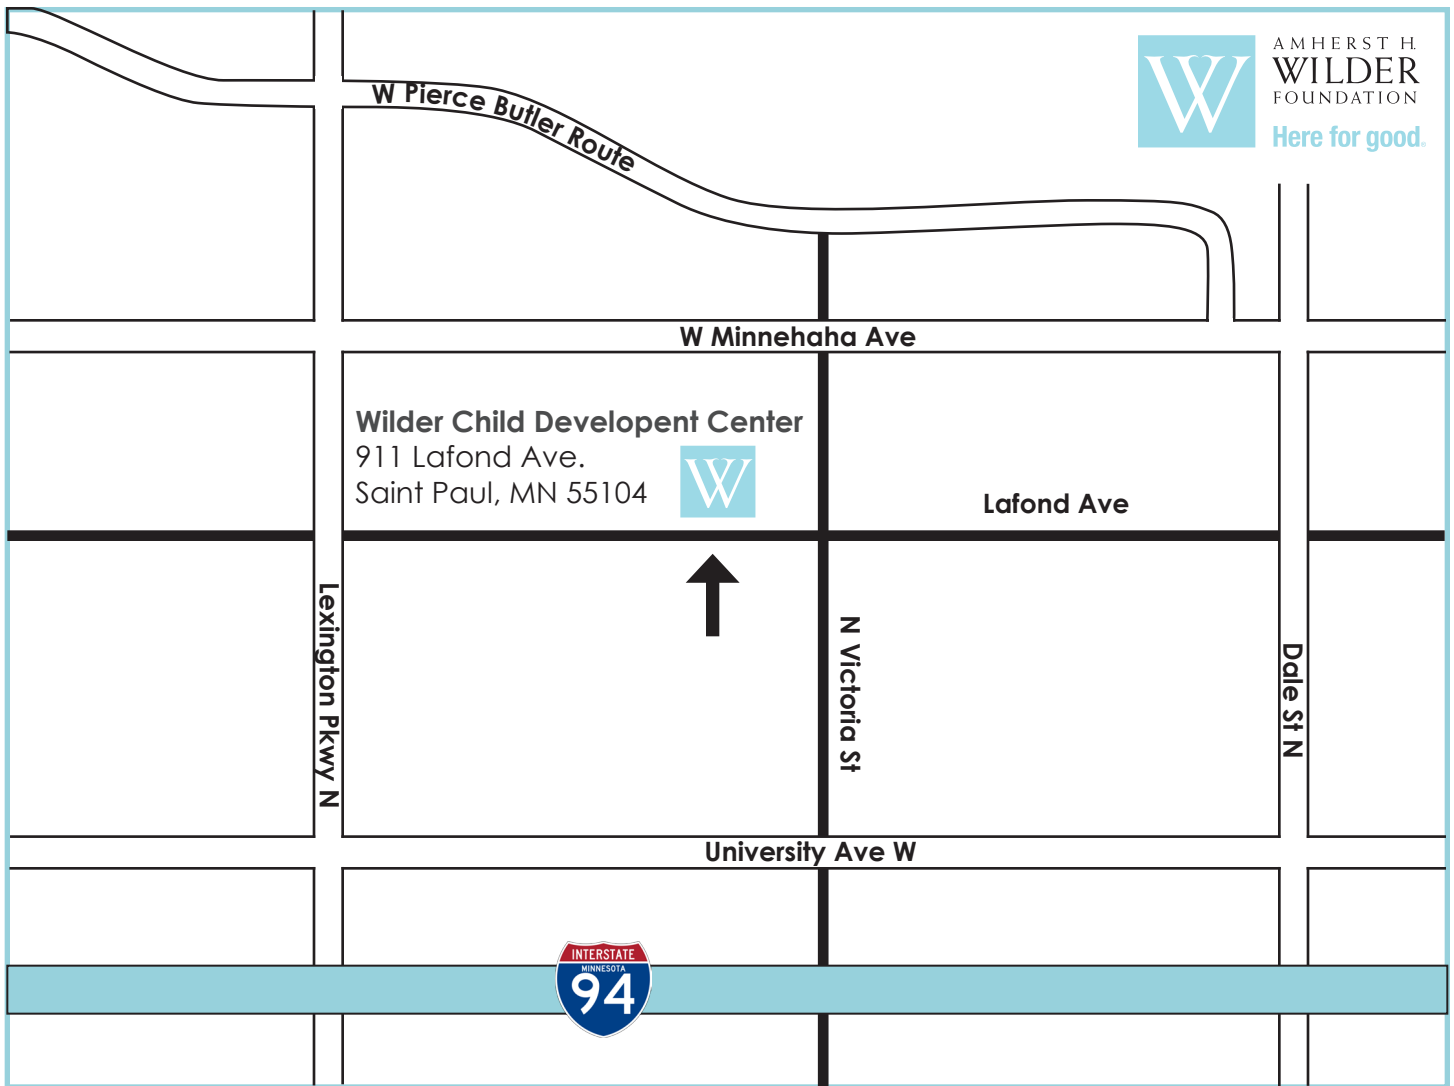 AMHERST H.
WILDER
FOUNDATION
Here for good.
W Pierce Butler Route
W Minnehaha Ave
Wilder Child Developent Center
911 Lafond Ave.
Saint Paul, MN 55104
W
Lafond Ave
Lexington Pkwy N
N Victoria St
Dale St N
University Ave W
INTERSTATE
MINNESOTA
94